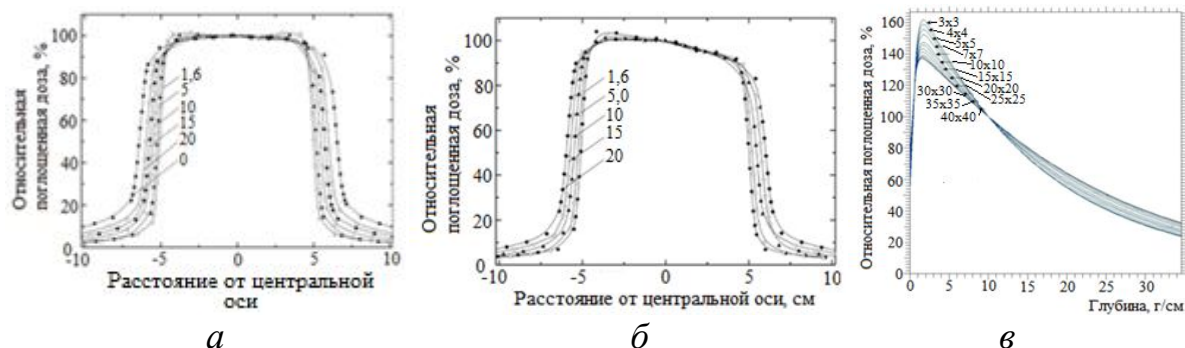 Относительная
поглощенная доза, %
100
80
60
40
20
0
1,6
5
10
15
20
0
-10
-5
0
5
10
Расстояние от центральной
оси
а
Относительная
поглощенная доза, %
100
80
60
40
20
0
1,6
5,0
10
15
20
-10
-5
0
5
10
Расстояние от центральной оси, см
б
Относительная поглощенная доза, %
160
140
120
100
80
60
40
20
0
3x3
4x4
5x5
7x7
10x10
15x15
20x20
25x25
30x30
35x35
40x40
0
5
10
15
20
25
30
Глубина, г/см
в